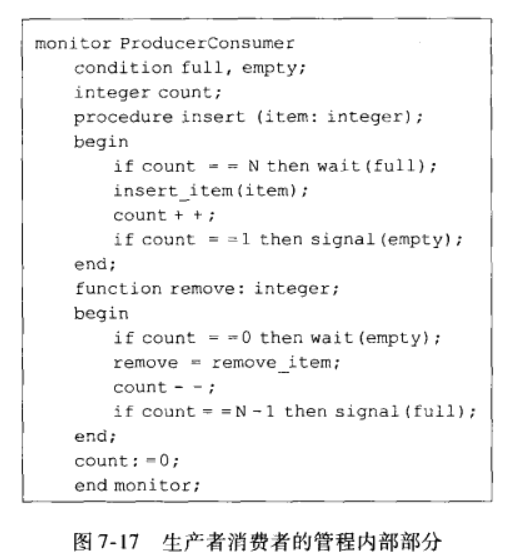 monitor ProducerConsumer
condition full, empty;
integer count;
procedure insert (item: integer);
begin
if count = = N then wait(full);
insert_item(item);
count + + ;
if count = =1 then signal(empty);
end;
function remove: integer;
begin
if count = =0 then wait(empty);
remove = remove_item;
count - - ;
if count = =N-1 then signal(full);
end;
count: =0;
end monitor;
图 7-17 生产者消费者的管程内部部分